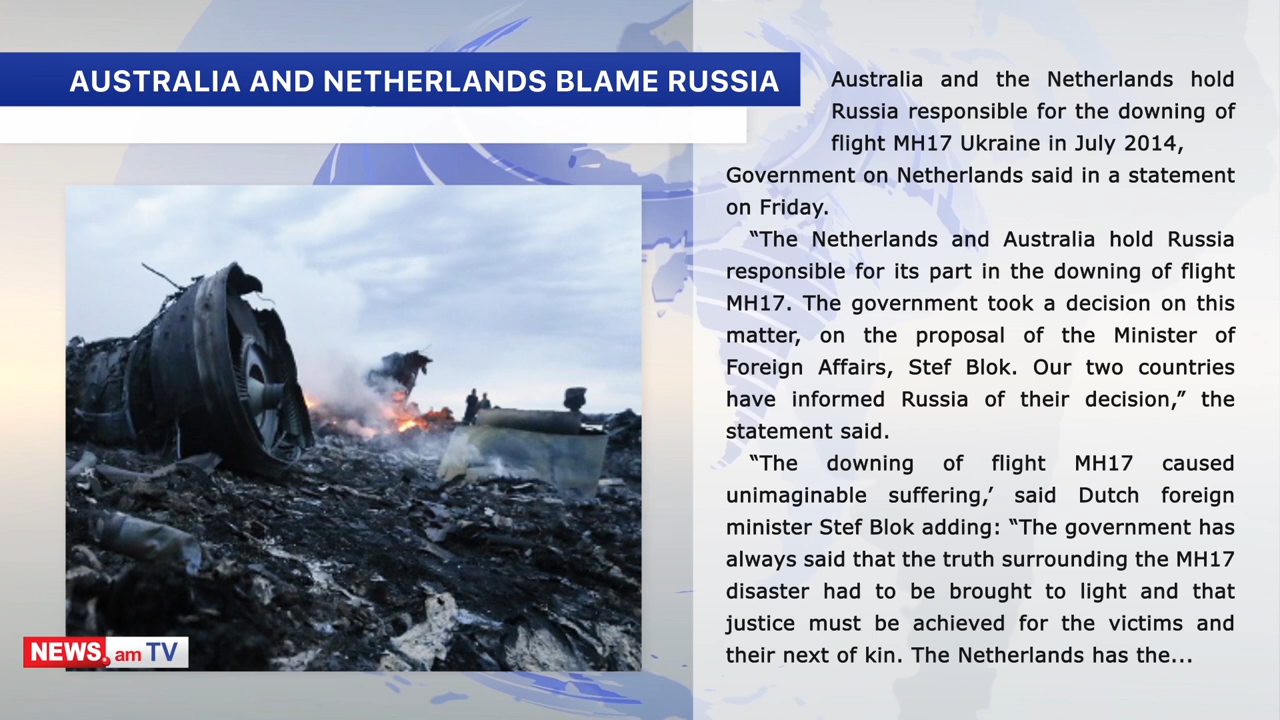 AUSTRALIA AND NETHERLANDS BLAME RUSSIA
Australia and the Netherlands hold
Russia responsible for the downing of
flight MH17 Ukraine in July 2014,
Government on Netherlands said in a statement
on Friday.
“The Netherlands and Australia hold Russia
responsible for its part in the downing of flight
MH17. The government took a decision on this
matter, on the proposal of the Minister of
Foreign Affairs, Stef Blok. Our two countries
have informed Russia of their decision,” the
statement said.
“The downing of flight MH17 caused
unimaginable suffering,’ said Dutch foreign
minister Stef Blok adding: “The government has
always said that the truth surrounding the MH17
disaster had to be brought to light and that
justice must be achieved for the victims and
their next of kin. The Netherlands has the...
NEWS.am TV